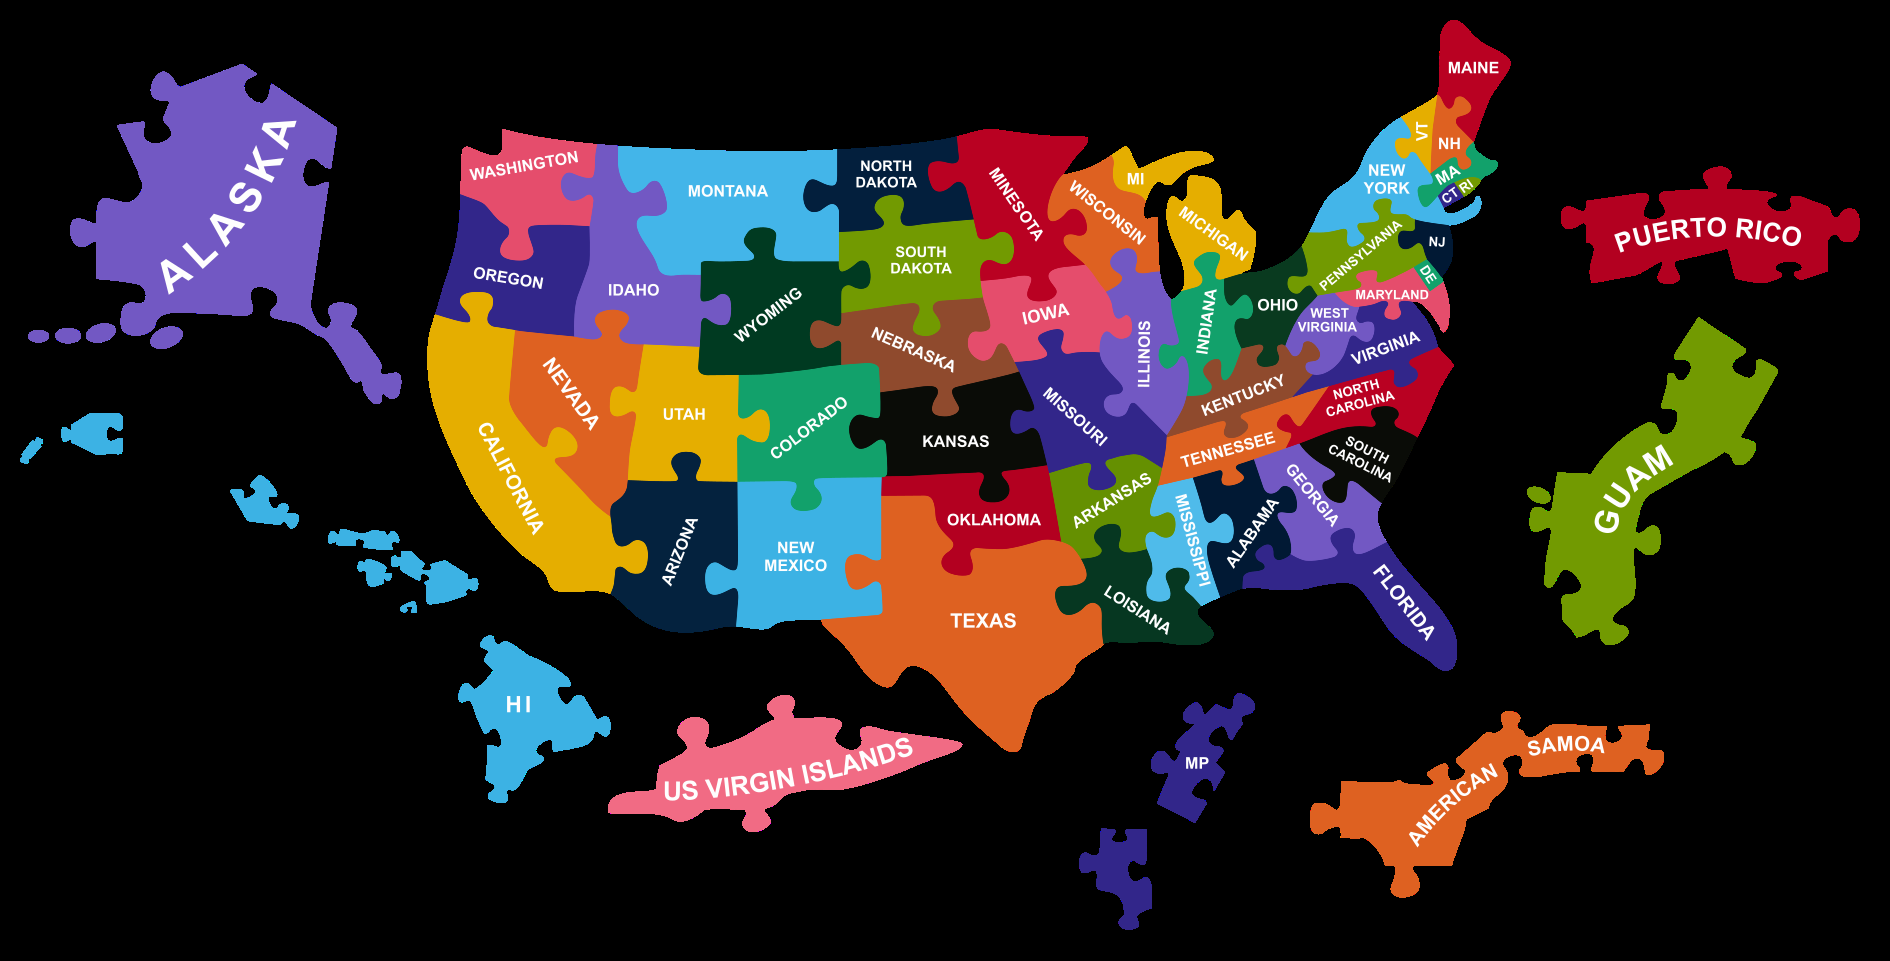 MAINE
VT
NH
ALASKA
WASHINGTON
MONTANA
NORTH
DAKOTA
MINESOTA
WISCONSIN
MI
MICHIGAN
NEW
YORK
MA
CT
RI
PENNSYLVANIA
NJ
DE
PUERTO RICO
OREGON
IDAHO
WYOMING
SOUTH
DAKOTA
IOWA
ILLINOIS
INDIANA
OHIO
MARYLAND
WEST
VIRGINIA
VIRGINIA
NEVADA
UTAH
COLORADO
NEBRASKA
KANSAS
MISSOURI
KENTUCKY
NORTH
CAROLINA
TENNESSEE
SOUTH
CAROLINA
CALIFORNIA
ARIZONA
NEW
MEXICO
OKLAHOMA
ARKANSAS
MISSISSIPPI
ALABAMA
GEORGIA
GUAM
TEXAS
LOISIANA
FLORIDA
HI
US VIRGIN ISLANDS
MP
AMERICAN
SAMOA